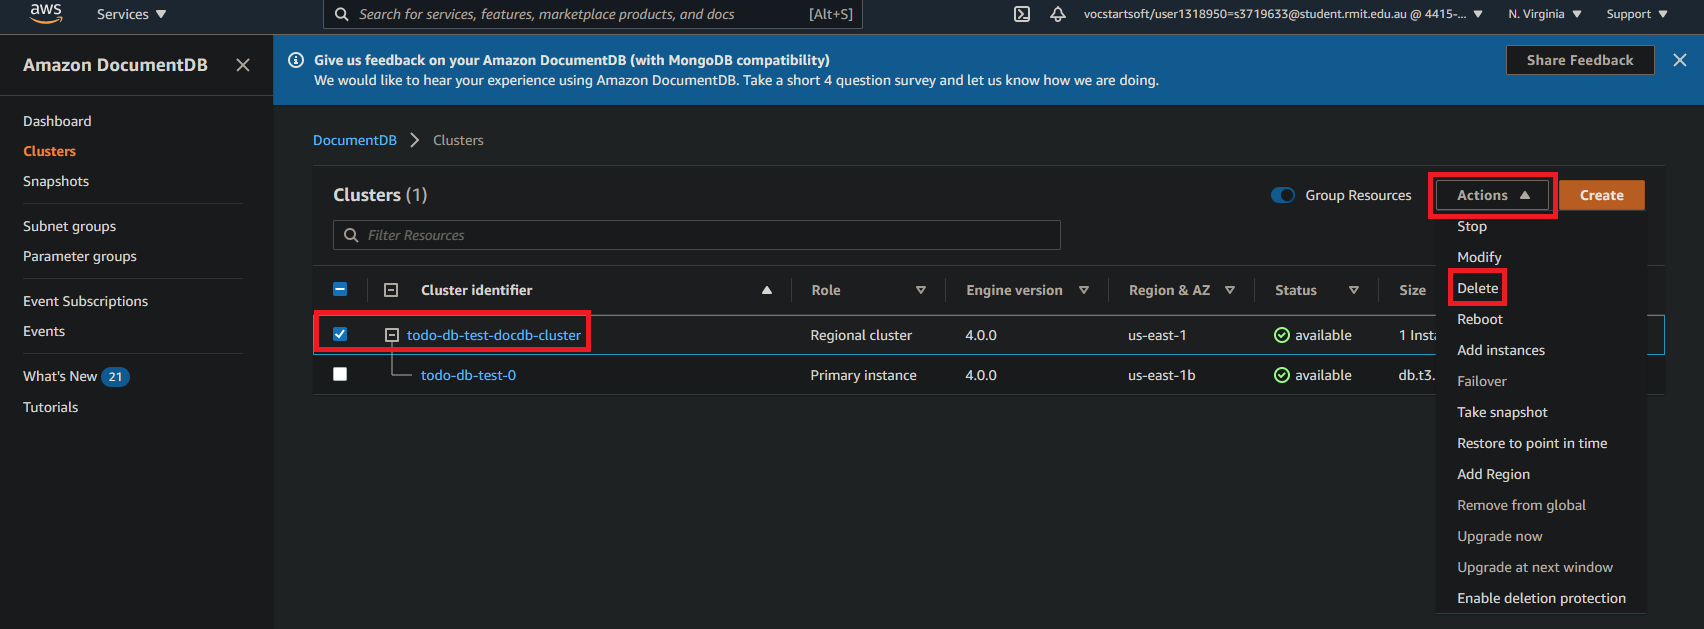 aws
Services
Search for services, features, marketplace products, and docs
[Alt+S]
vocstartsoft/user1318950=s3719633@student.rmit.edu.au @ 4415-...
N. Virginia
Support
Amazon DocumentDB
Dashboard
Clusters
Snapshots
Subnet groups
Parameter groups
Event Subscriptions
Events
What's New 21
Tutorials
Give us feedback on your Amazon DocumentDB (with MongoDB compatibility)
We would like to hear your experience using Amazon DocumentDB. Take a short 4 question survey and let us know how we are doing.
Share Feedback
DocumentDB
Clusters
Clusters (1)
Group Resources
Actions
Create
Filter Resources
Cluster identifier
Role
Engine version
Region & AZ
Status
Size
todo-db-test-docdb-cluster
Regional cluster
4.0.0
us-east-1
available
1 Insta
todo-db-test-0
Primary instance
4.0.0
us-east-1b
available
db.t3.
Stop
Modify
Delete
Reboot
Add instances
Failover
Take snapshot
Restore to point in time
Add Region
Remove from global
Upgrade now
Upgrade at next window
Enable deletion protection